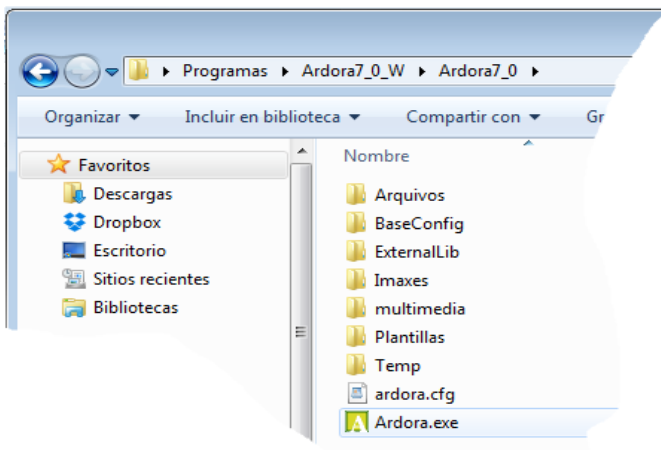 Programas Ardora7_0_W Ardora7_0
Organizar Incluir en biblioteca Compartir con Gr
Favoritos
Descargas
Dropbox
Escritorio
Sitios recientes
Bibliotecas
Nombre
Arquivos
BaseConfig
ExternalLib
Imaxes
multimedia
Plantillas
Temp
ardora.cfg
Ardora.exe